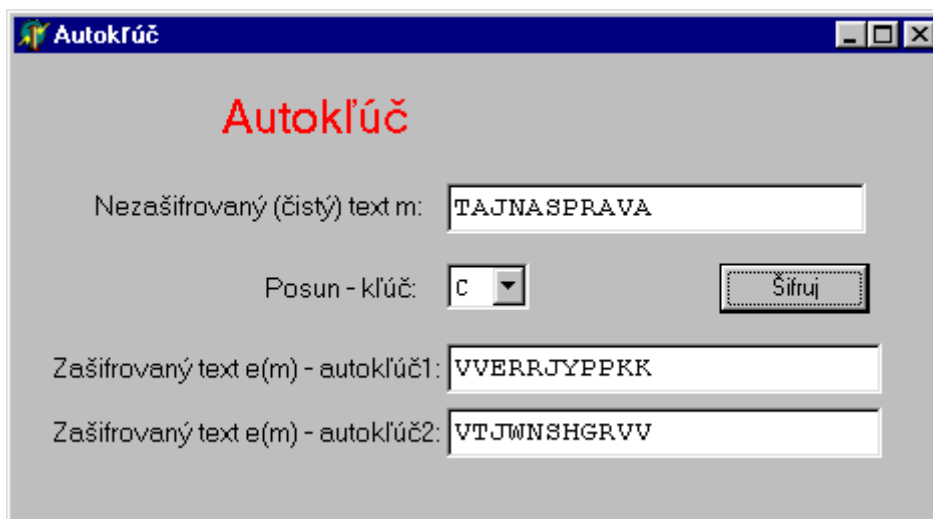 Autokľúč
Autokľúč
Nezašifrovaný (čistý) text m: TAJNASPRAVA
Posun - kľúč: C Šifruj
Zašifrovaný text e(m) - autokľúč1: VVERRJYPPKK
Zašifrovaný text e(m) - autokľúč2: VTJWNSHGRVV